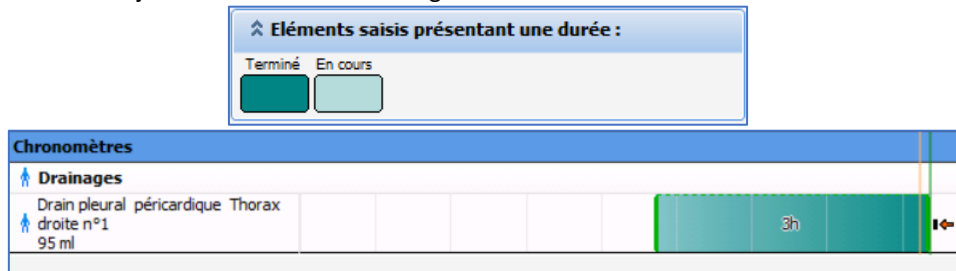 Eléments saisis présentant une durée :
Terminé En cours
Chronomètres
Drainages
Drain pleural péricardique Thorax
droite n°1
95 ml
3h